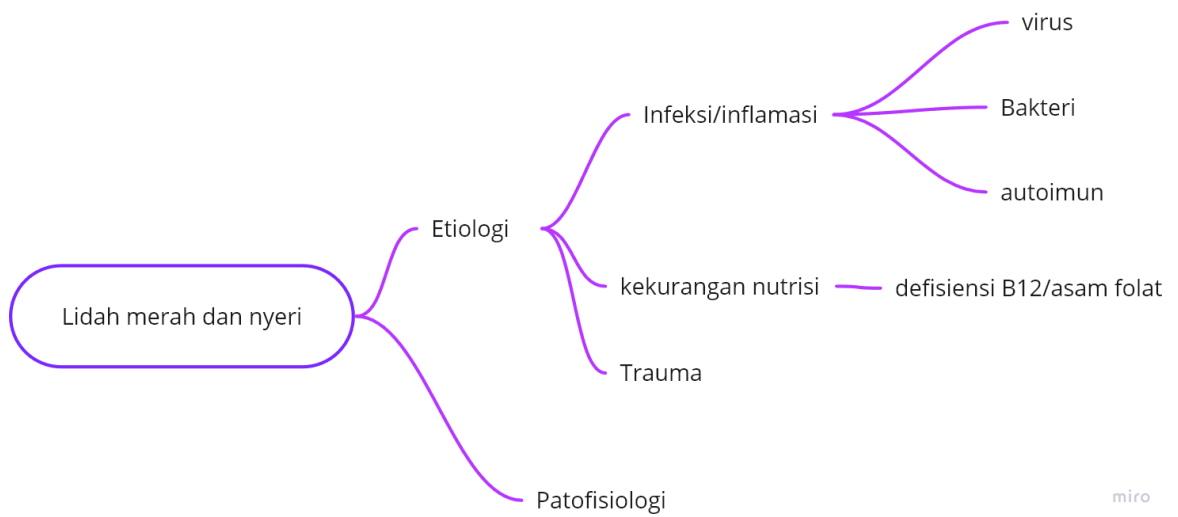 virus
Infeksi/inflamasi
Bakteri
autoimun
Etiologi
kekurangan nutrisi
defisiensi B12/asam folat
Lidah merah dan nyeri
Trauma
Patofisiologi
miro